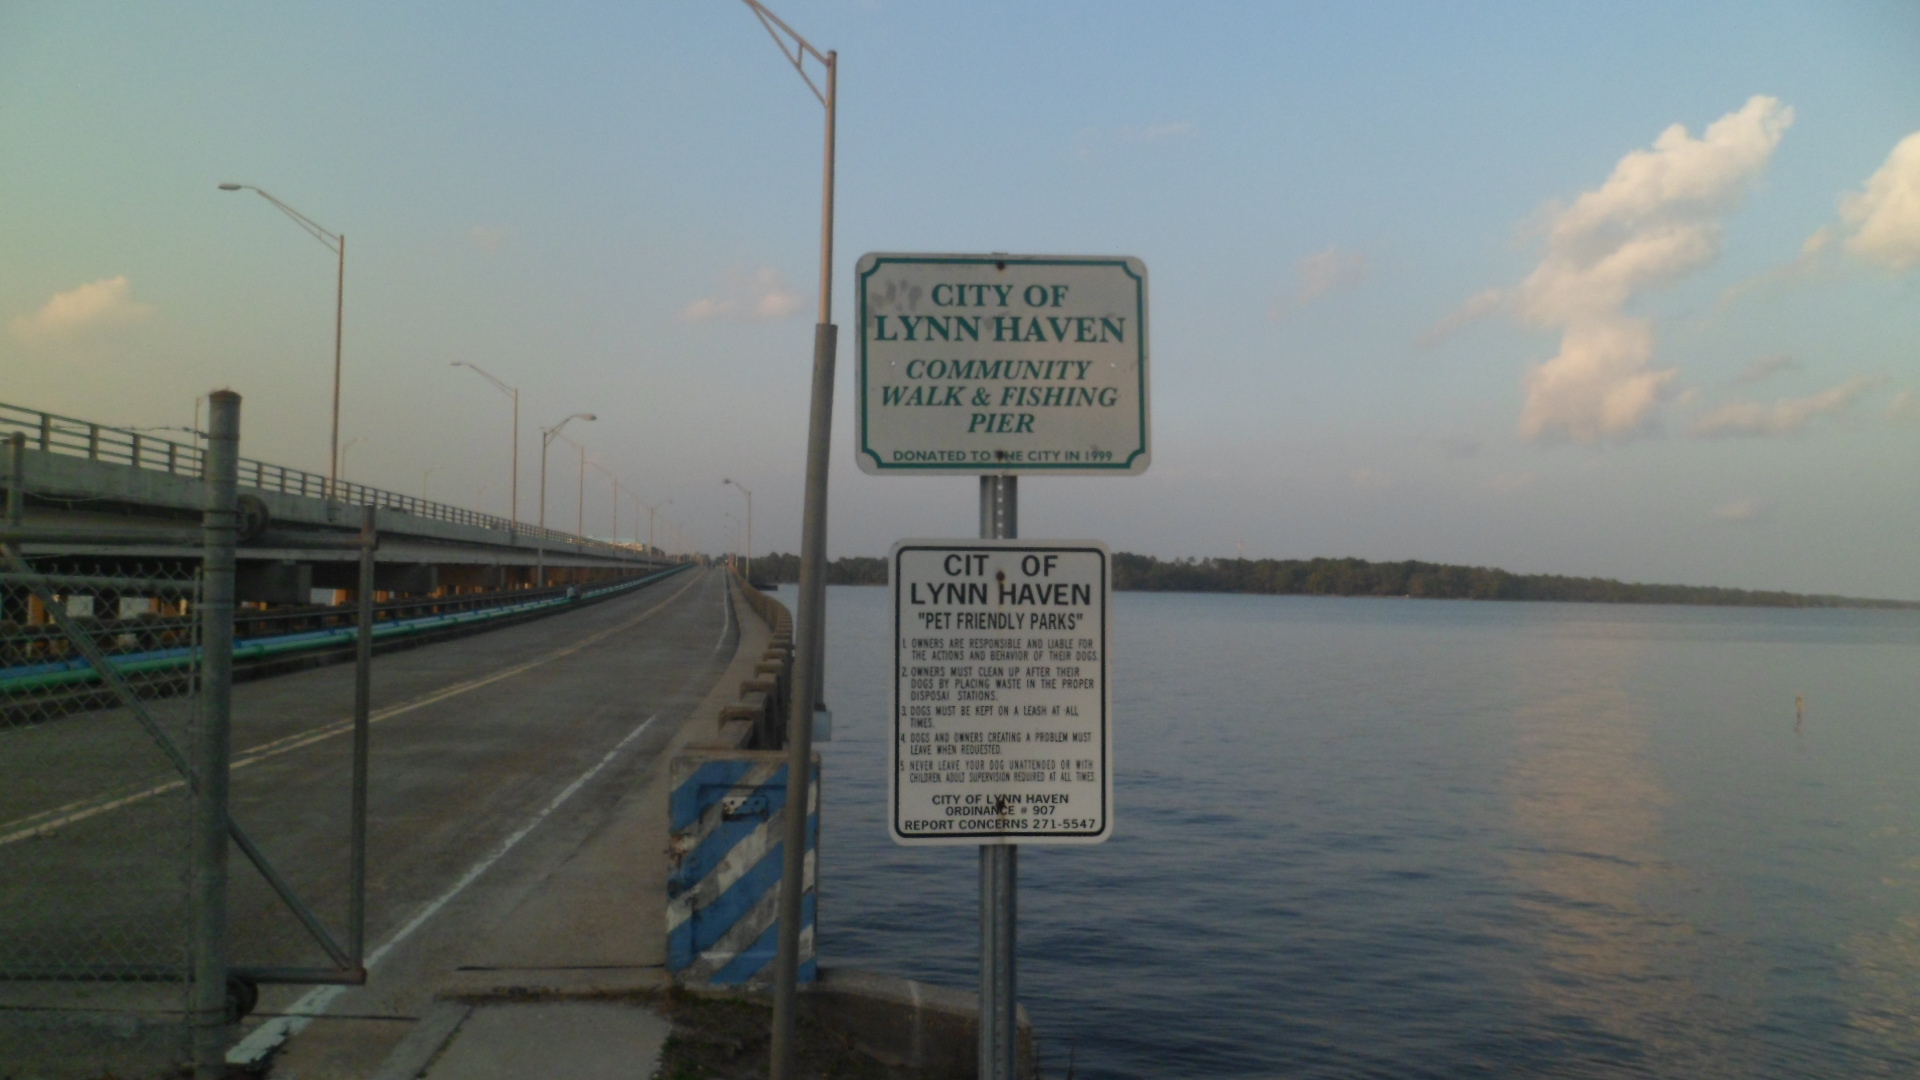 CITY OF
LYNN HAVEN
COMMUNITY
WALK & FISHING
PIER
DONATED TO THE CITY IN 1999
CIT OF
LYNN HAVEN
"PET FRIENDLY PARKS"
1. OWNERS ARE RESPONSIBLE AND LIABLE FOR
THE ACTIONS AND BEHAVIOR OF THEIR DOGS.
2. OWNERS MUST CLEAN UP AFTER THEIR
DOGS BY PLACING WASTE IN THE PROPER
DISPOSAL STATIONS.
3. DOGS MUST BE KEPT ON A LEASH AT ALL
TIMES.
4. DOGS AND OWNERS CREATING A PROBLEM MUST
LEAVE WHEN REQUESTED.
5. NEVER LEAVE YOUR DOG UNATTENDED OR WITH
CHILDREN. ADULT SUPERVISION REQUIRED AT ALL TIMES.
CITY OF LYNN HAVEN
ORDINANCE # 907
REPORT CONCERNS 271-5547